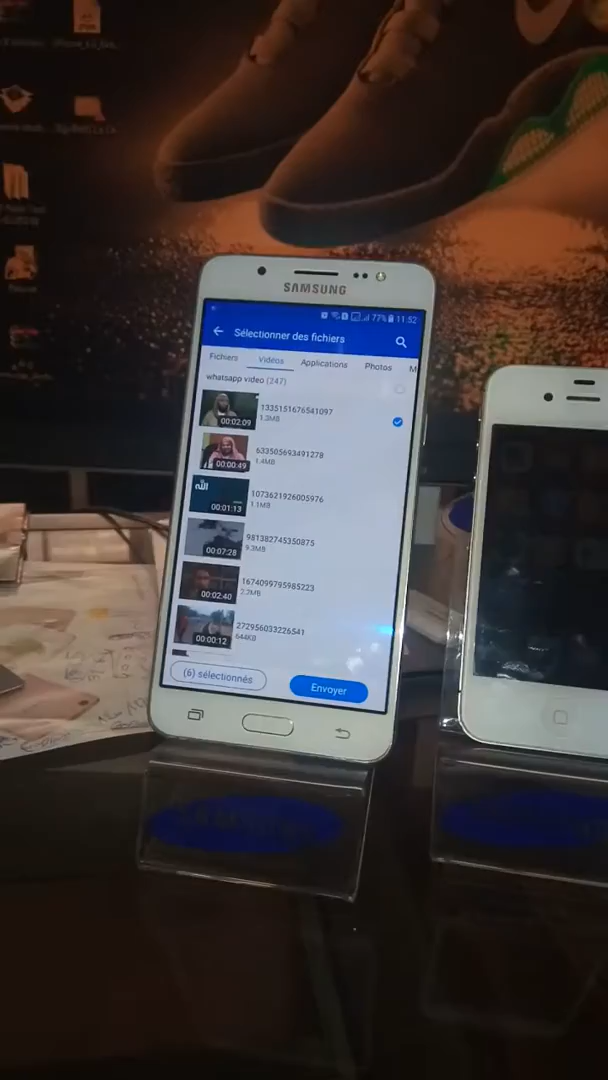 SAMSUNG
77% 11:52
Sélectionner des fichiers
Fichiers Vidéos Applications Photos M
whatsapp video (247)
1335151676541097
1.3MB
00:02:09
633505693491278
1.4MB
00:00:49
الله
1073621926005976
1.1MB
00:01:13
981382745350875
9.3MB
00:07:28
1674099795985223
2.2MB
00:02:40
272956033226541
644KB
00:00:12
(6) sélectionnés
Envoyer